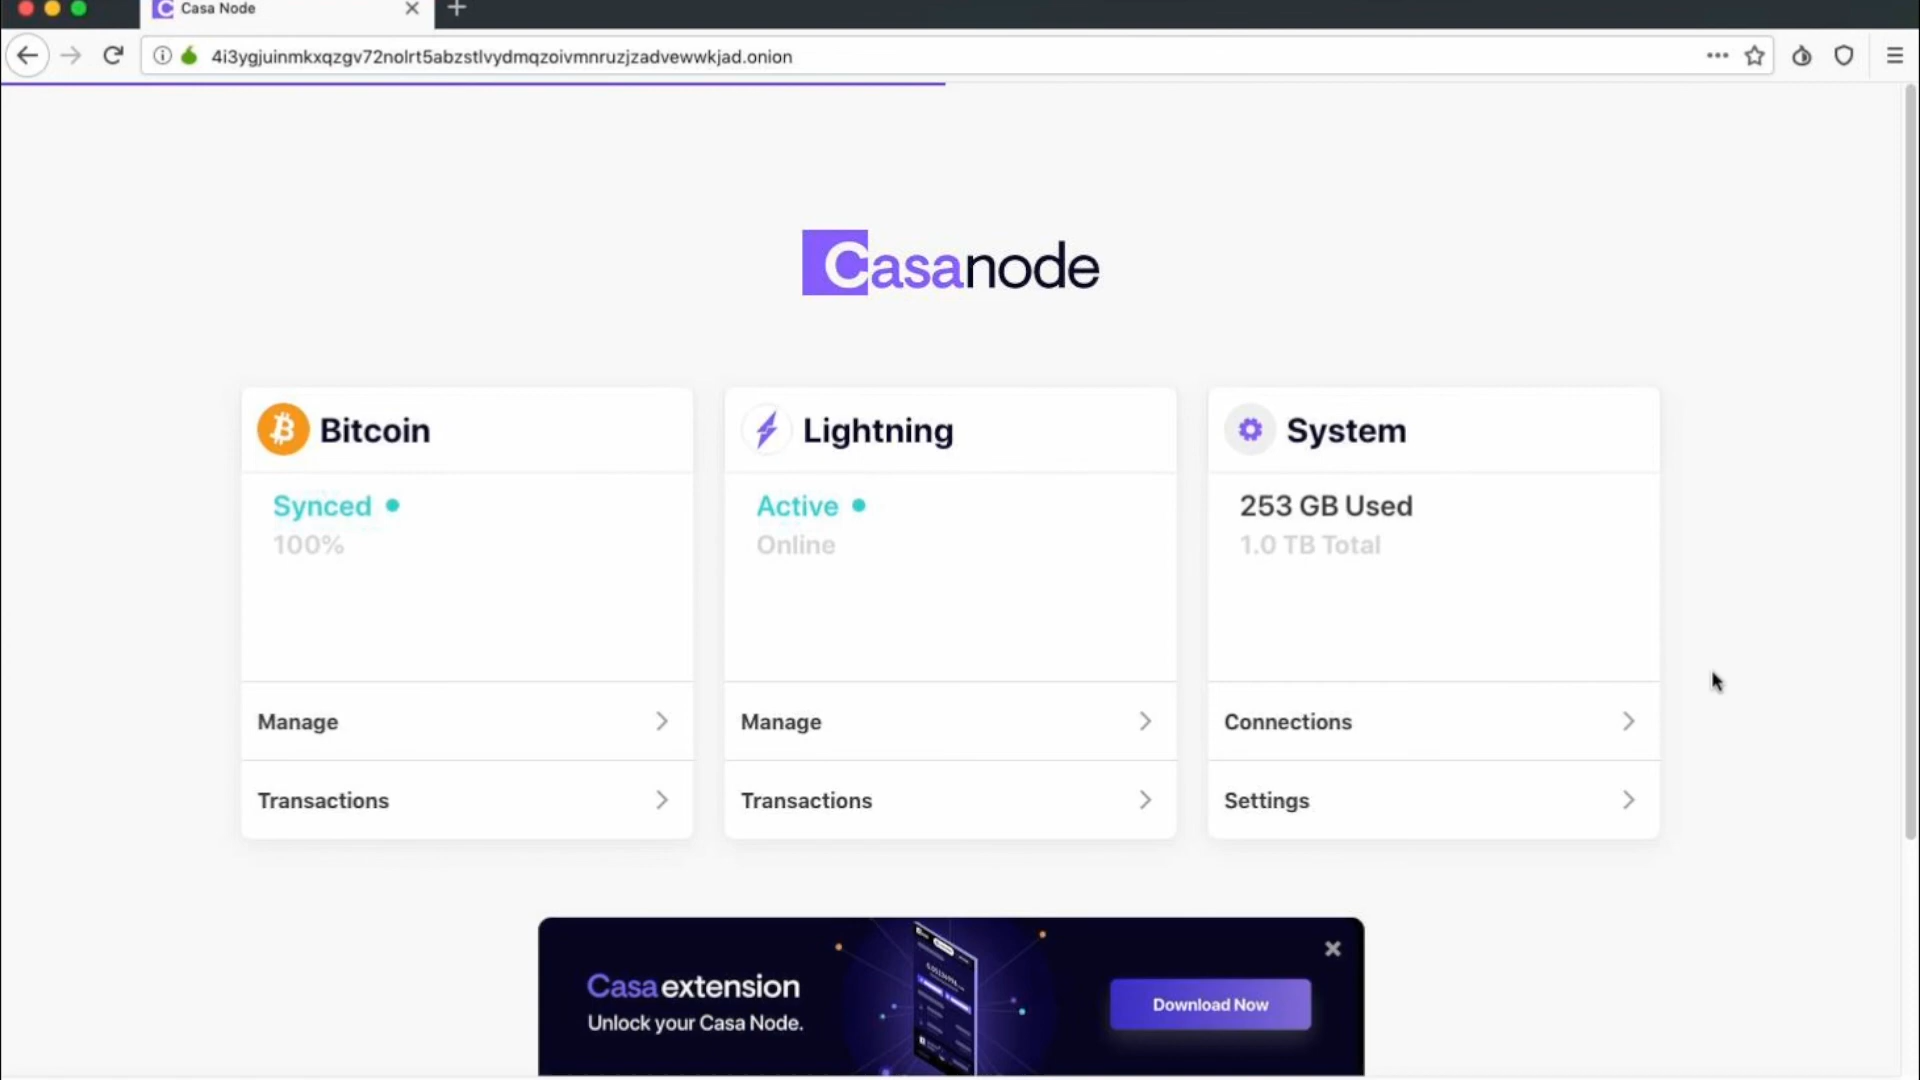 Casa Node
4i3ygjuinmkxqzgv72nolrt5abzstlvydmqzoivmnruzjzadvewwkjad.onion
Casanode
Bitcoin
Synced
100%
Manage
Transactions
Lightning
Active
Online
Manage
Transactions
System
253 GB Used
1.0 TB Total
Connections
Settings
Casa extension
Unlock your Casa Node.
Download Now